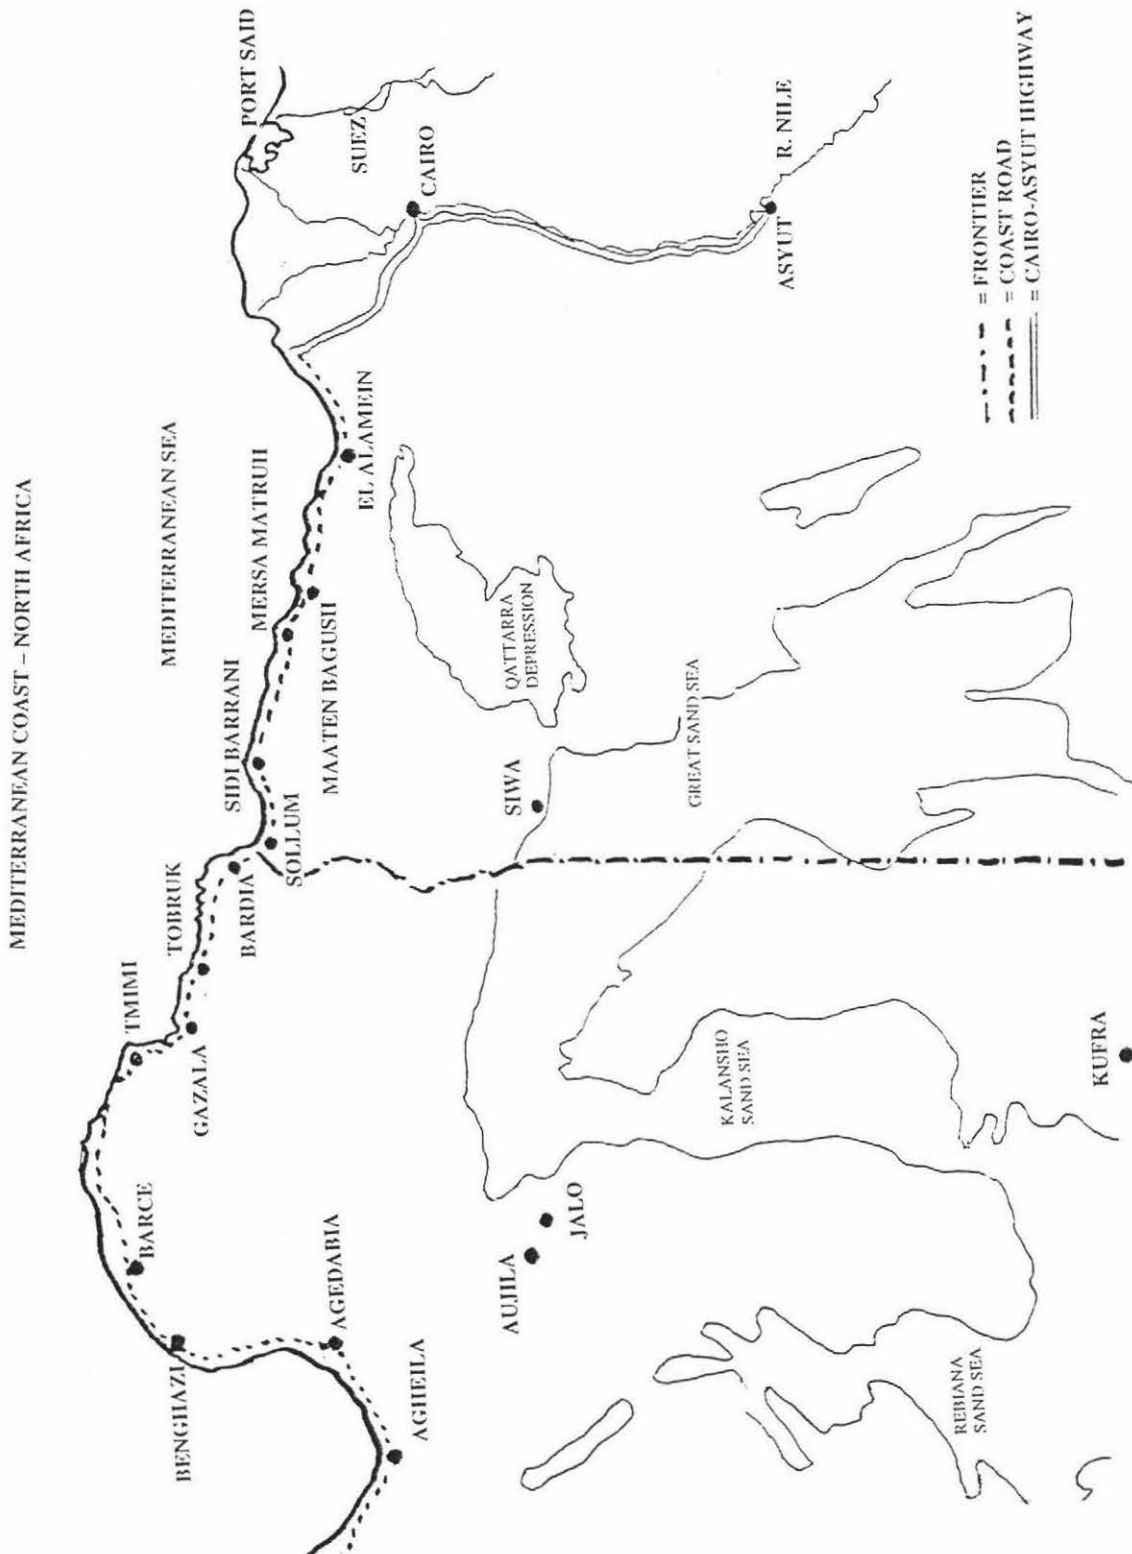 MEDITERRANEAN COAST – NORTH AFRICA
MEDITERRANEAN SEA
BENGHAZI
BARCE
TMIMI
GAZALA
TOBRUK
BARDIA
SOLLUM
SIDI BARRANI
MERSA MATRUH
MAATEN BAGUSH
EL ALAMEIN
PORT SAID
SUEZ
CAIRO
AGEDABIA
AGHEILA
AUJILA
JALO
SIWA
QATTARRA
DEPRESSION
GREAT SAND SEA
KALANSHO
SAND SEA
REBIANA
SAND SEA
KUFRA
ASYUT
R. NILE
= FRONTIER
= COAST ROAD
= CAIRO-ASYUT HIGHWAY